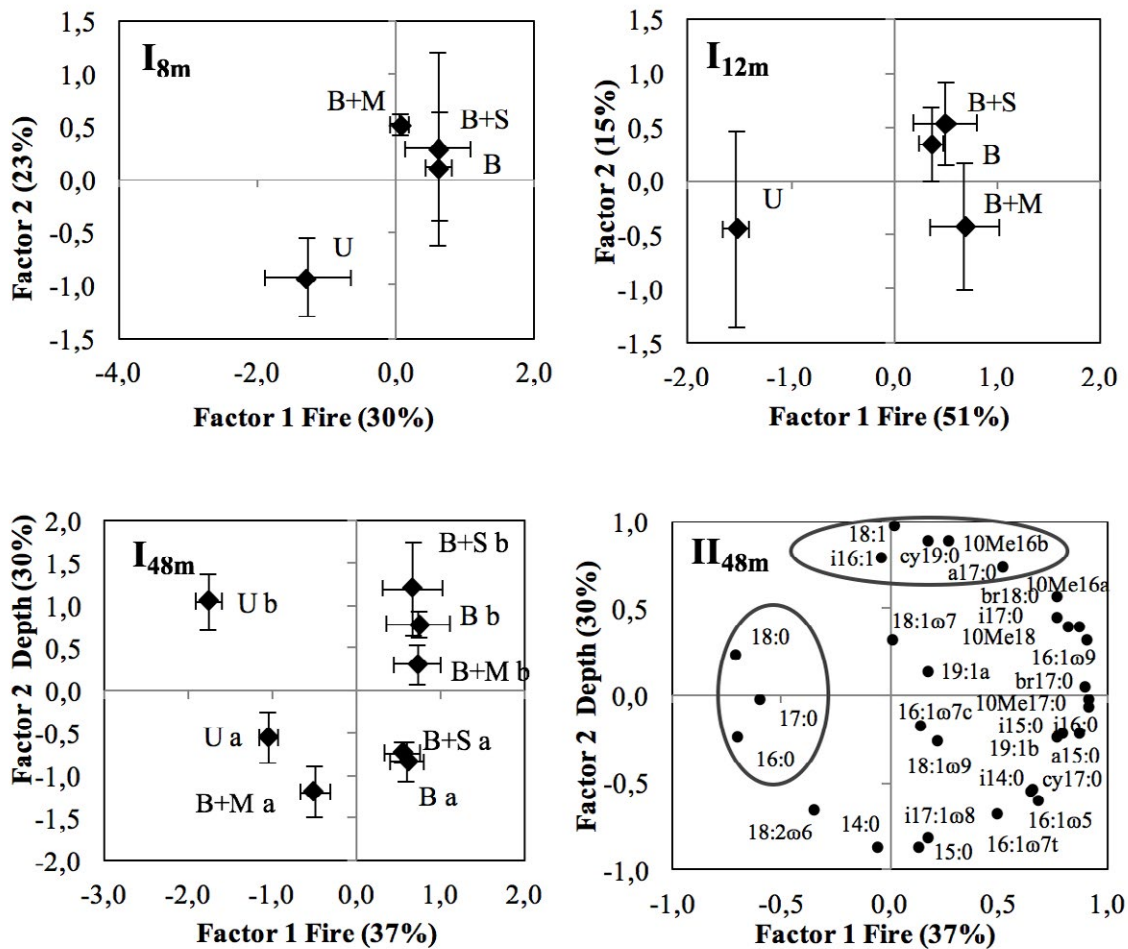 I8m
1,5
1,0
0,5
0,0
-0,5
-1,0
-1,5
B+M
B+S
B
U
-4,0 -2,0 0,0 2,0
Factor 2 (23%)
Factor 1 Fire (30%)
I12m
1,5
1,0
0,5
0,0
-0,5
-1,0
-1,5
B+S
B
U
B+M
-2,0 -1,0 0,0 1,0 2,0
Factor 2 (15%)
Factor 1 Fire (51%)
I48m
2,0
1,5
1,0
0,5
0,0
-0,5
-1,0
-1,5
-2,0
B+S b
U b
B b
B+M b
U a
B+S a
B a
B+M a
-3,0 -2,0 -1,0 0,0 1,0 2,0
Factor 2 Depth (30%)
Factor 1 Fire (37%)
II48m
1,0
0,5
0,0
-0,5
-1,0
18:1
i16:1
cy19:0
10Me16b
a17:0
10Me16a
br18:0
i17:0
18:1ω7
10Me18
18:0
16:1ω9
19:1a
br17:0
17:0
10Me17:0
16:1ω7c
i15:0
i16:0
16:0
19:1b
a15:0
18:1ω9
i14:0
cy17:0
18:2ω6
14:0
i17:1ω8
16:1ω5
15:0
16:1ω7t
-1,0 -0,5 0,0 0,5 1,0
Factor 2 Depth (30%)
Factor 1 Fire (37%)